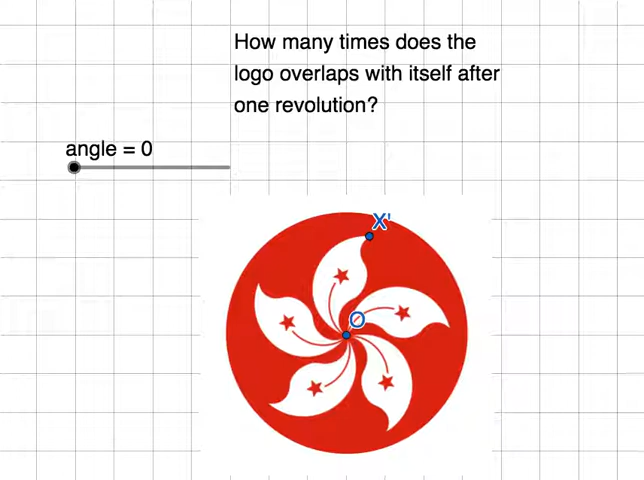 How many times does the
logo overlaps with itself after
one revolution?
angle = 0
X'
O